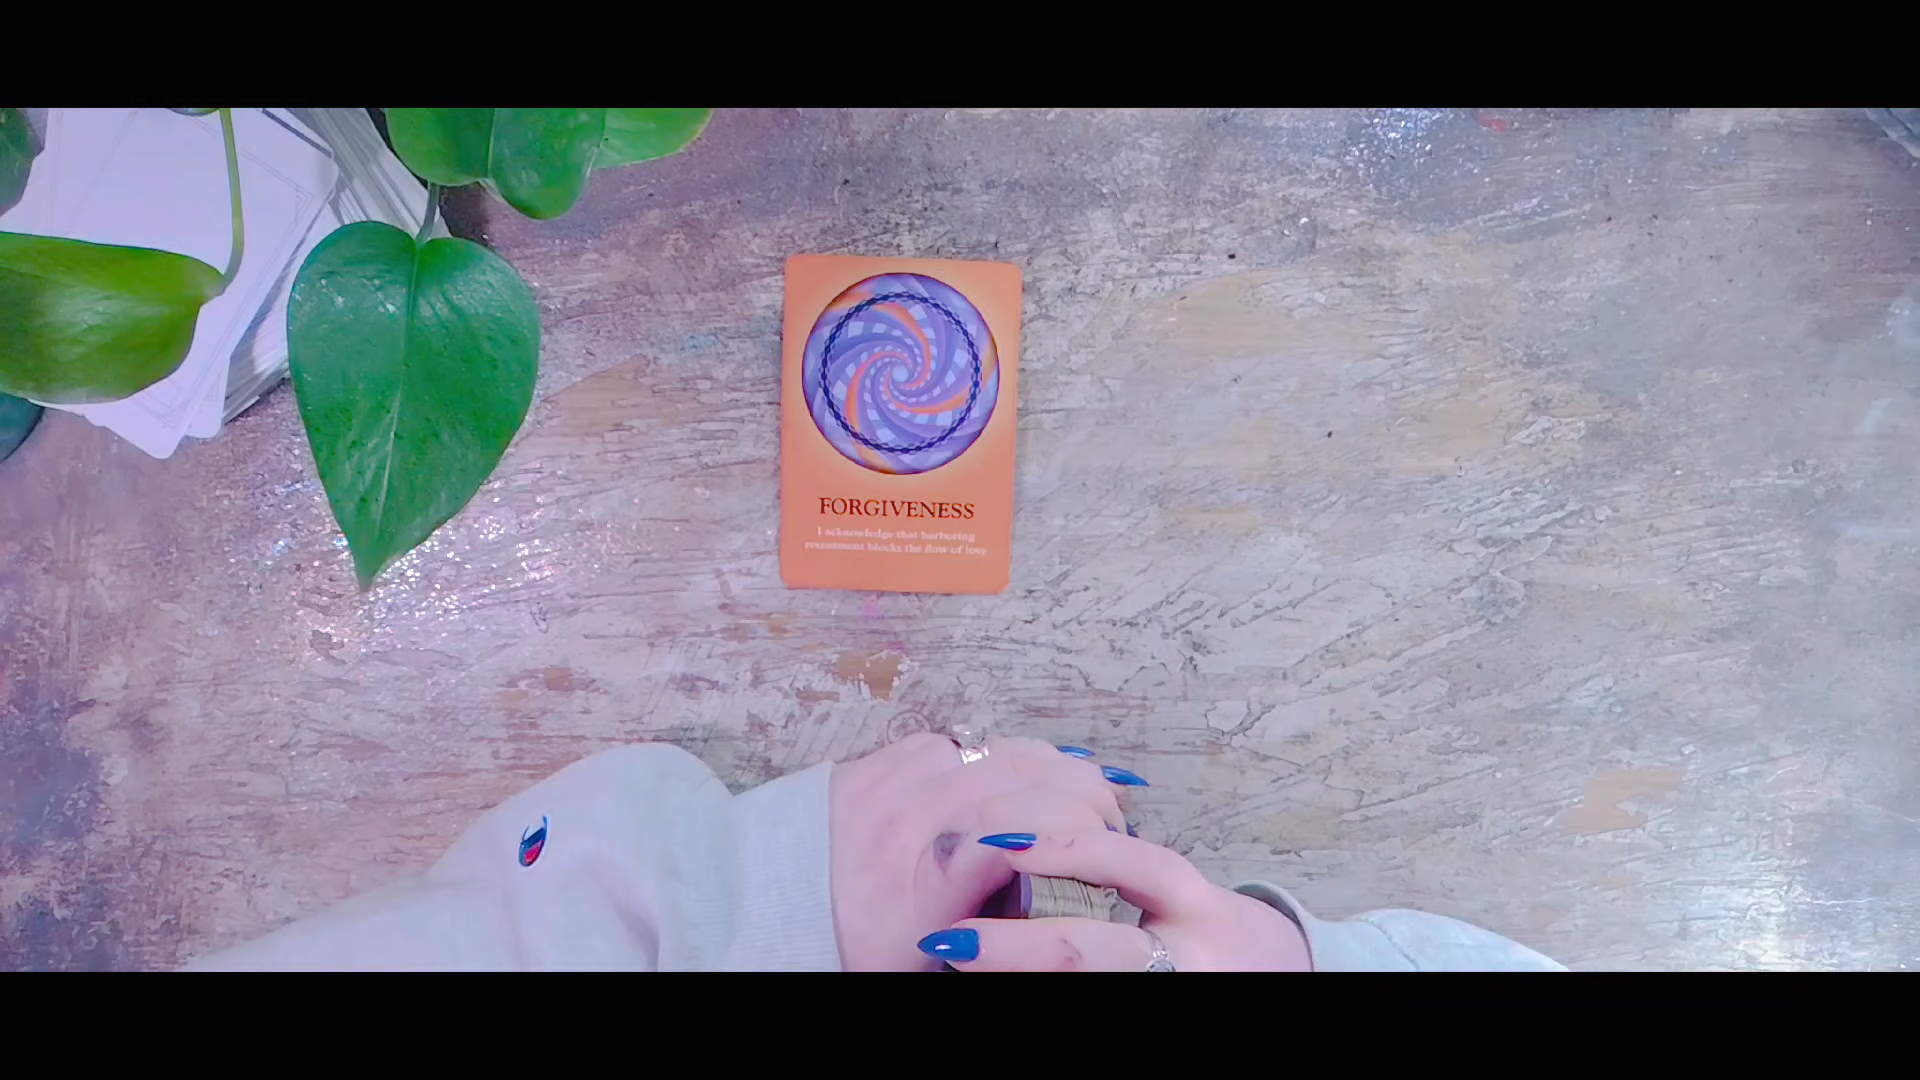 FORGIVENESS
I acknowledge that harboring
resentment blocks the flow of love